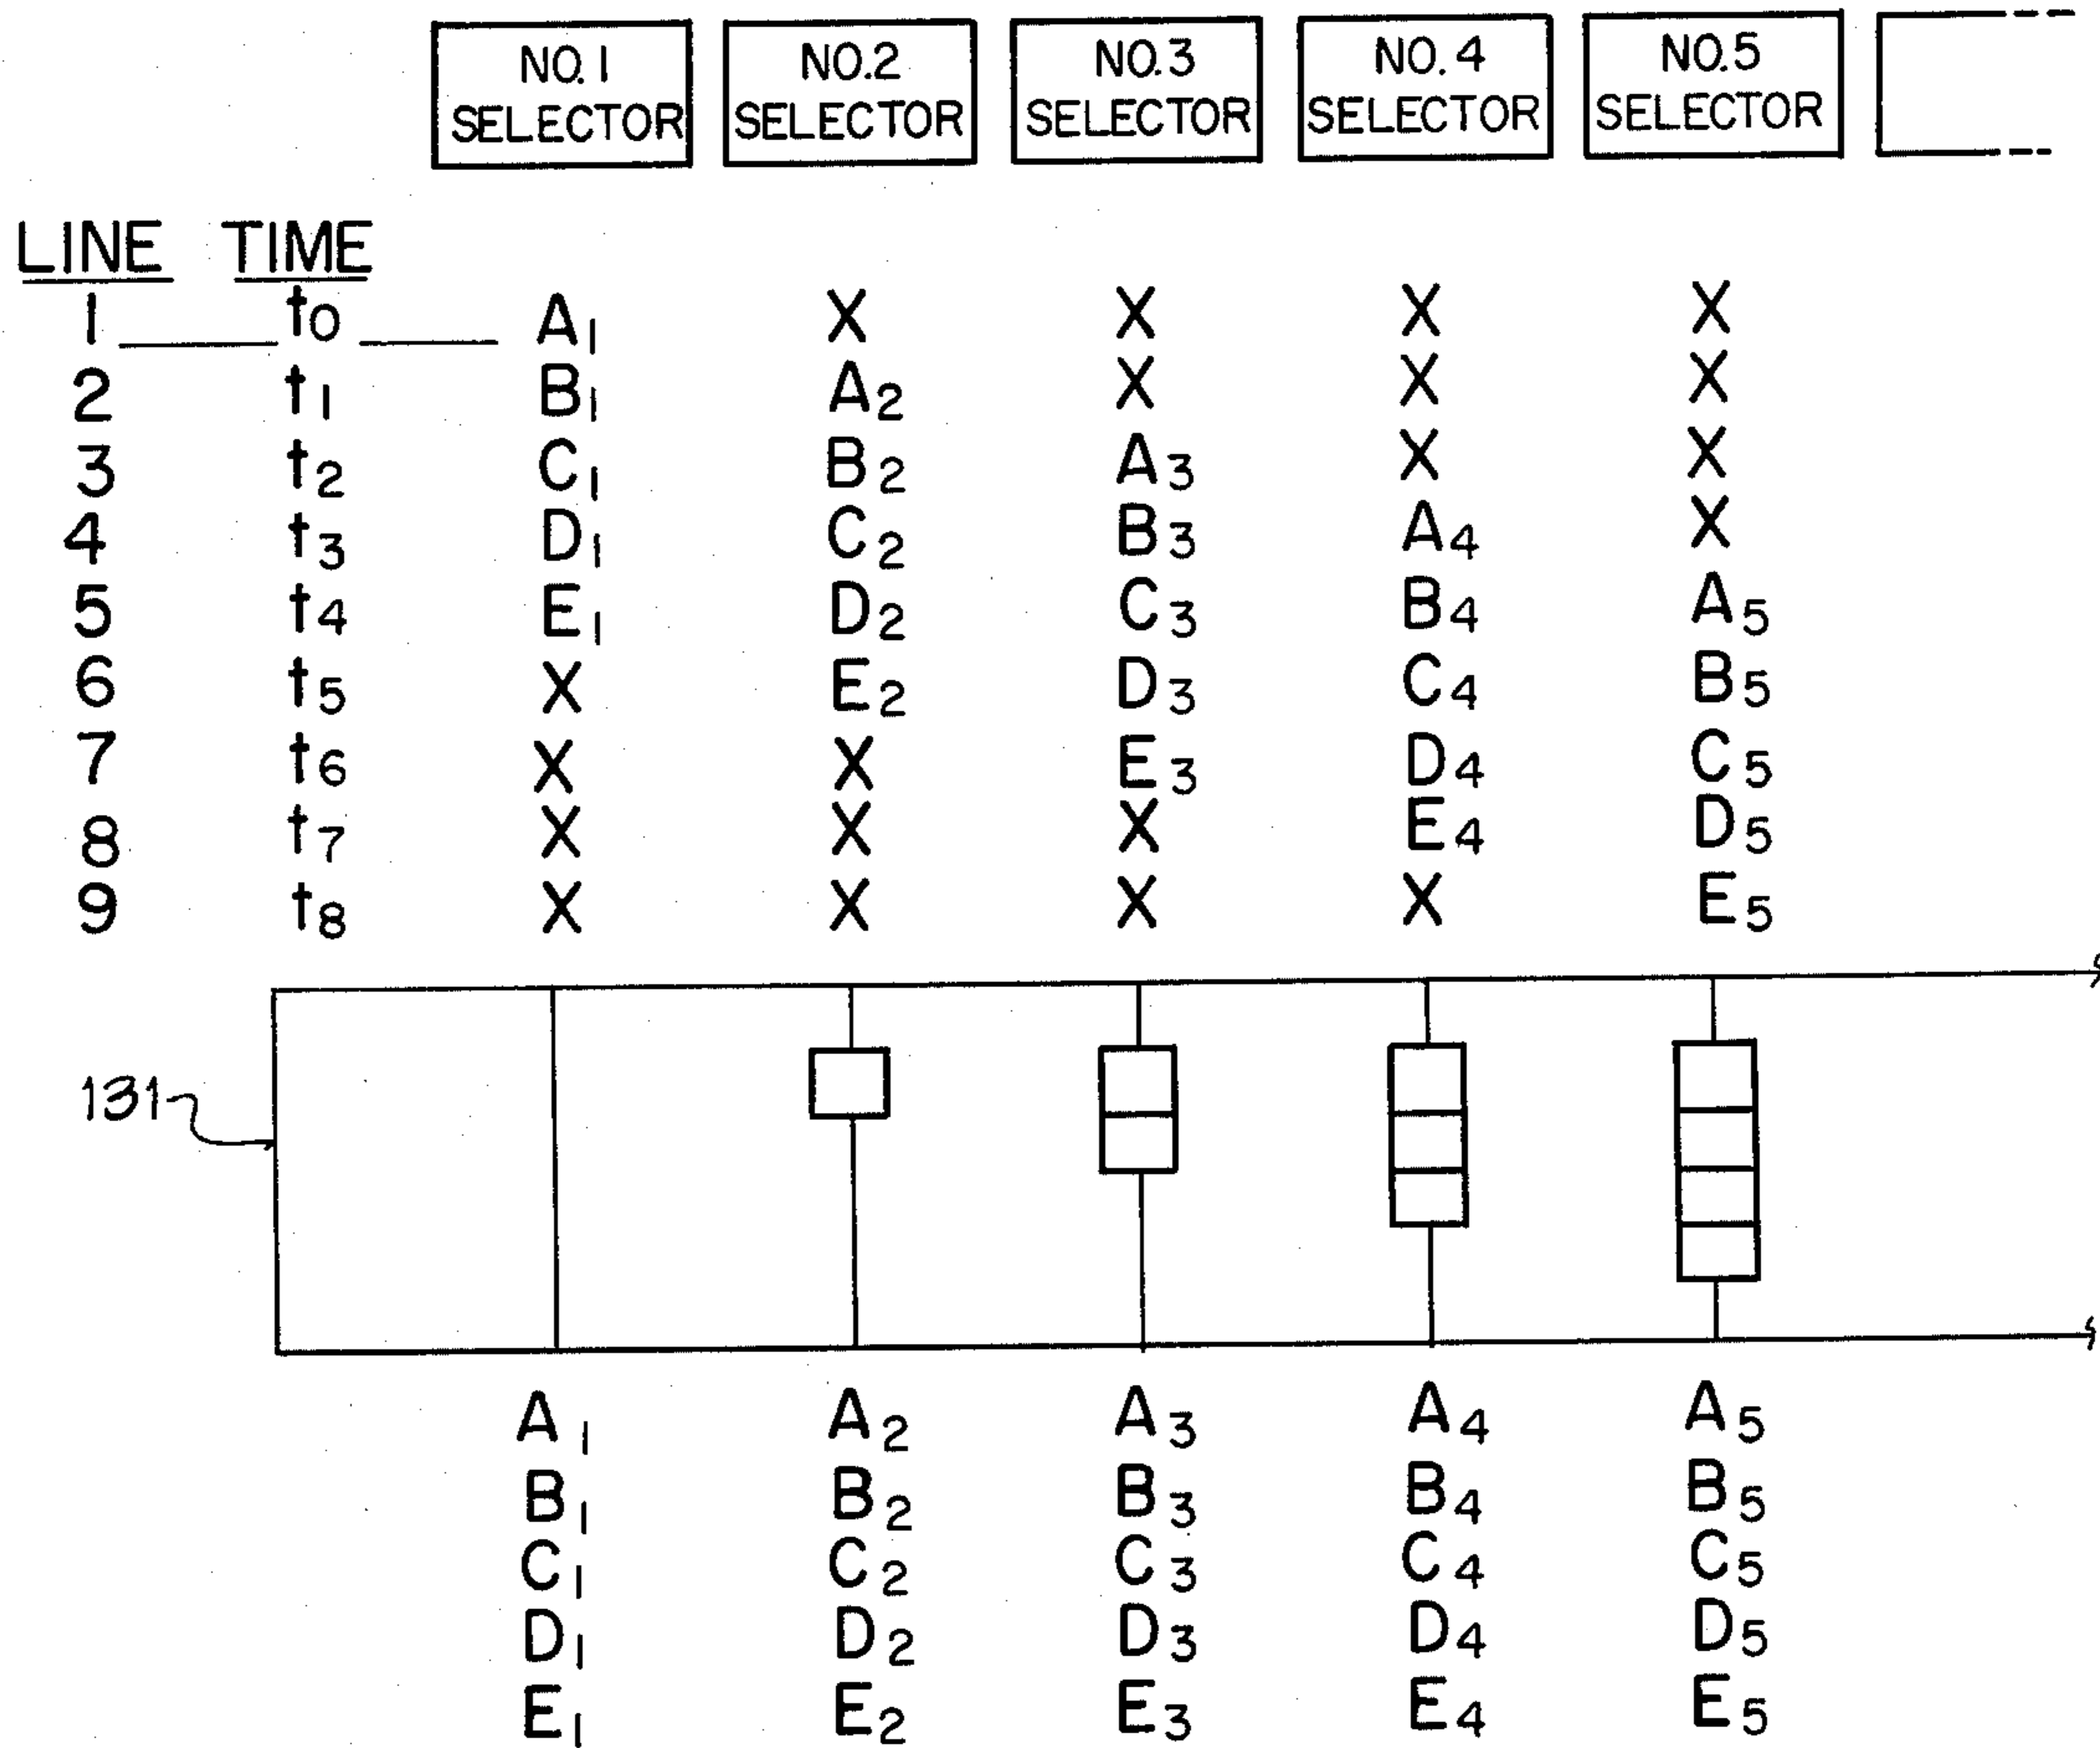 NO. 1 SELECTOR NO. 2 SELECTOR NO. 3 SELECTOR NO. 4 SELECTOR NO. 5 SELECTOR
LINE TIME
1 t0 A1 X X X X
2 t1 B1 A2 X X X
3 t2 C1 B2 A3 X X
4 t3 D1 C2 B3 A4 X
5 t4 E1 D2 C3 B4 A5
6 t5 X E2 D3 C4 B5
7 t6 X X E3 D4 C5
8 t7 X X X E4 D5
9 t8 X X X X E5
131
A1 A2 A3 A4 A5
B1 B2 B3 B4 B5
C1 C2 C3 C4 C5
D1 D2 D3 D4 D5
E1 E2 E3 E4 E5